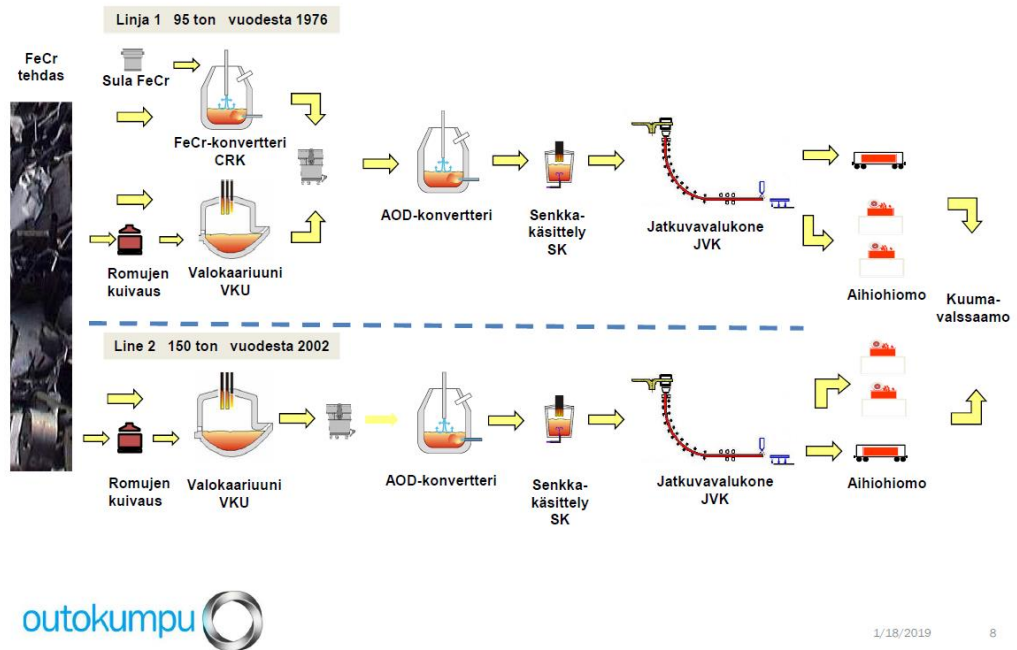 Linja 1 95 ton vuodesta 1976
FeCr
tehdas
Sula FeCr
FeCr-konvertteri
CRK
Romujen
kuivaus
Valokaariuuni
VKU
AOD-konvertteri
Senkka-
käsittely
SK
Jatkuvavalukone
JVK
Aihiohiomo
Kuuma-
valssaamo
Line 2 150 ton vuodesta 2002
Romujen
kuivaus
Valokaariuuni
VKU
AOD-konvertteri
Senkka-
käsittely
SK
Jatkuvavalukone
JVK
Aihiohiomo
outokumpu
1/18/2019 8